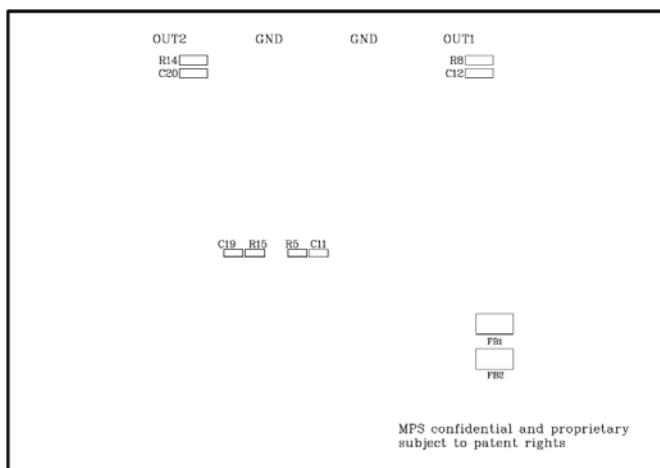 OUT2 GND GND OUT1
R14 R8
C20 C12
C19 R15 R5 C11
FB1
FB2
MPS confidential and proprietary
subject to patent rights